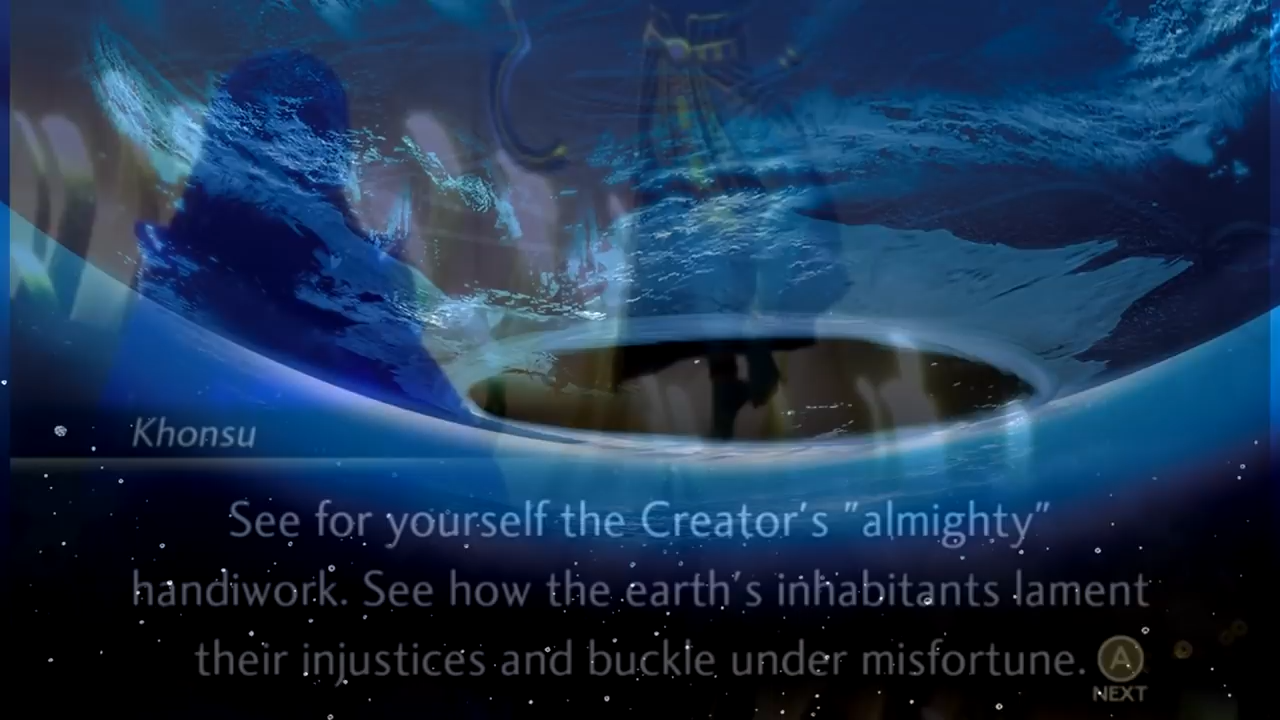 Khonsu
See for yourself the Creator's "almighty"
handiwork. See how the earth's inhabitants lament
their injustices and buckle under misfortune. A
NEXT